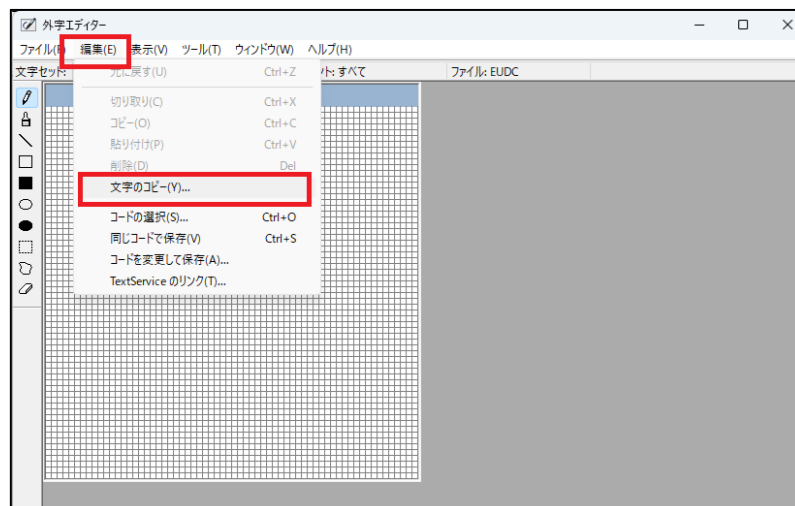 外字エディター
ファイル(F) 編集(E) 表示(V) ツール(T) ウィンドウ(W) ヘルプ(H)
文字セット: ント: すべて ファイル: EUDC
元に戻す(U) Ctrl+Z
切り取り(C) Ctrl+X
コピー(O) Ctrl+C
貼り付け(P) Ctrl+V
削除(D) Del
文字のコピー(Y)...
コードの選択(S)... Ctrl+O
同じコードで保存(V) Ctrl+S
コードを変更して保存(A)...
TextService のリンク(T)...